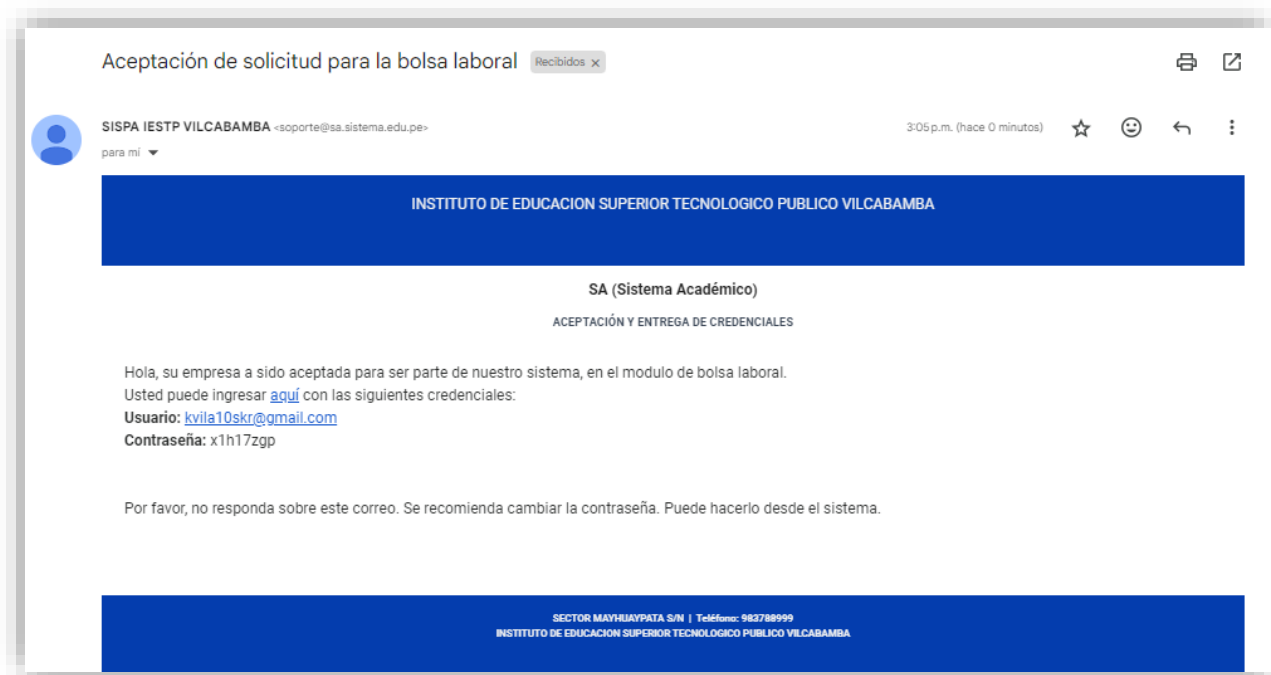 Aceptación de solicitud para la bolsa laboral Recibidos x
SISPA IESTP VILCABAMBA <soporte@sa.sistema.edu.pe> 3:05 p.m. (hace 0 minutos)
para mí
INSTITUTO DE EDUCACION SUPERIOR TECNOLOGICO PUBLICO VILCABAMBA
SA (Sistema Académico)
ACEPTACIÓN Y ENTREGA DE CREDENCIALES
Hola, su empresa a sido aceptada para ser parte de nuestro sistema, en el modulo de bolsa laboral.
Usted puede ingresar aquí con las siguientes credenciales:
Usuario: kvila10skr@gmail.com
Contraseña: x1h17zgp
Por favor, no responda sobre este correo. Se recomienda cambiar la contraseña. Puede hacerlo desde el sistema.
SECTOR MAYHUAYPATA S/N | Teléfono: 983788999
INSTITUTO DE EDUCACION SUPERIOR TECNOLOGICO PUBLICO VILCABAMBA